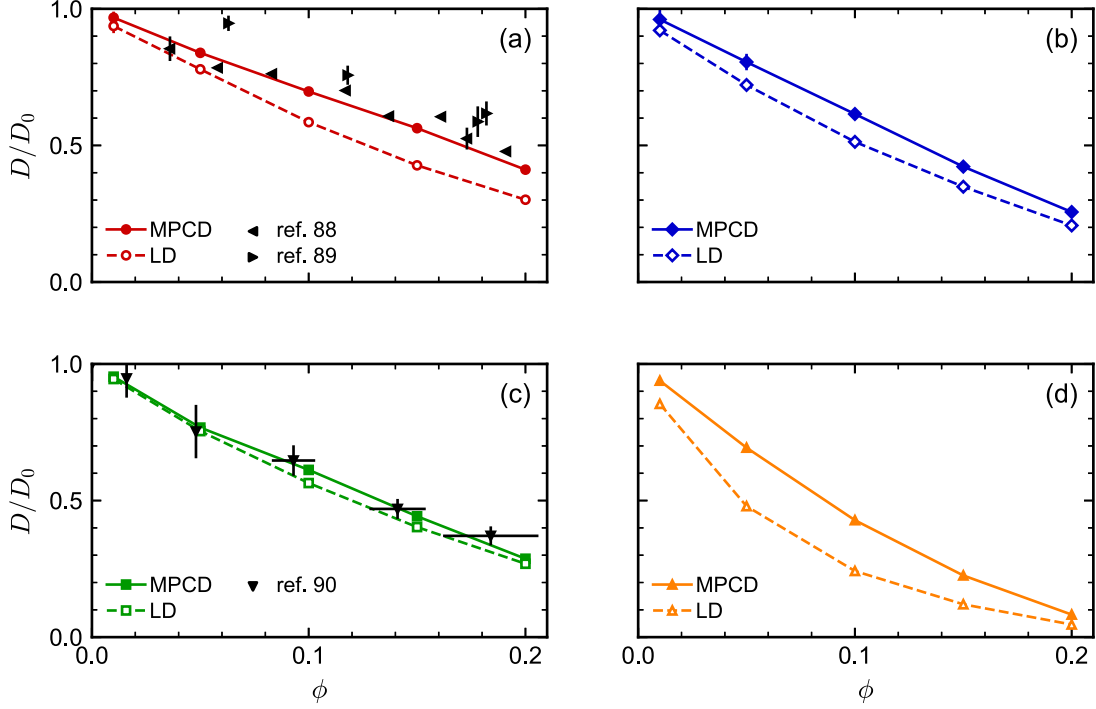 1.0
(a)
(b)
D/D₀
0.5
MPCD
ref. 88
MPCD
LD
ref. 89
LD
0.0
1.0
(c)
(d)
D/D₀
0.5
MPCD
ref. 90
MPCD
LD
LD
0.0
0.0
0.1
0.2
0.0
0.1
0.2
ϕ
ϕ